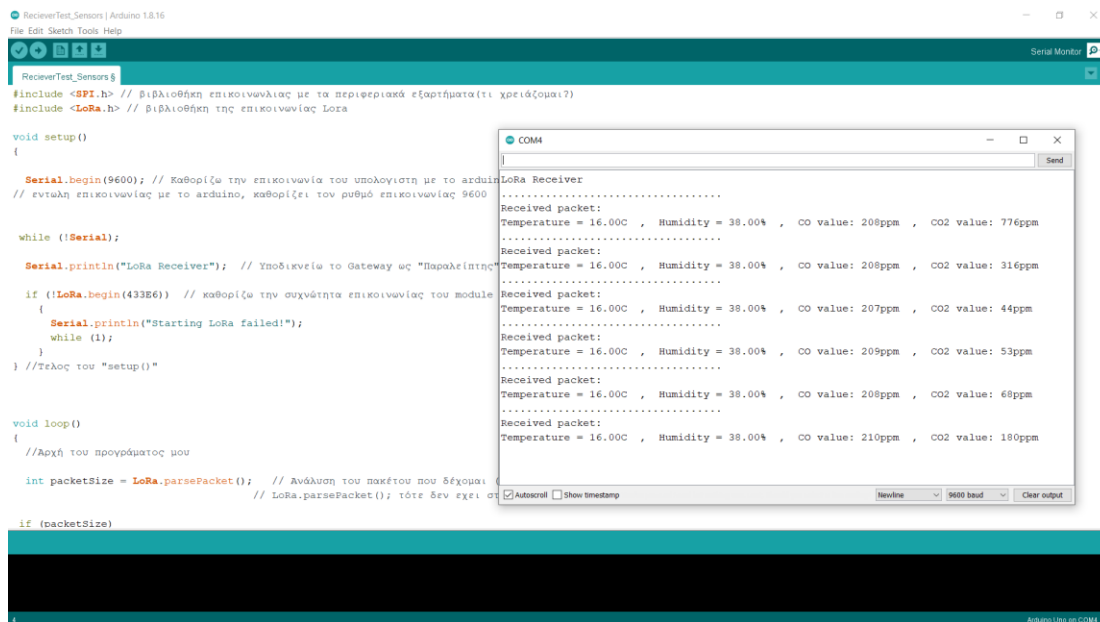 RecieverTest_Sensors | Arduino 1.8.16
File Edit Sketch Tools Help
Serial Monitor
RecieverTest_Sensors §
#include <SPI.h> // βιβλιοθήκη επικοινωνλιας με τα περιφεριακά εξαρτήματα(τι χρειάζομαι?)
#include <LoRa.h> // βιβλιοθήκη της επικοινωνίας Lora
void setup()
{
Serial.begin(9600); // Καθορίζω την επικοινωνία του υπολογιστη με το arduin
// εντωλη επικοινωνίας με το arduino, καθορίζει τον ρυθμό επικοινωνίας 9600
while (!Serial);
Serial.println("LoRa Receiver"); // Υποδικνείω το Gateway ως "Παραλείπτης"
if (!LoRa.begin(433E6)) // καθορίζω την συχνώτητα επικοινωνίας του module
{
Serial.println("Starting LoRa failed!");
while (1);
}
} //Τελος του "setup()"
void loop()
{
//Αρχή του προγράματος μου
int packetSize = LoRa.parsePacket(); // Ανάλυση του πακέτου που δέχομαι (
// LoRa.parsePacket(); τότε δεν εχει στ
if (packetSize)
COM4
Send
LoRa Receiver
...................................
Received packet:
Temperature = 16.00C , Humidity = 38.00% , CO value: 208ppm , CO2 value: 776ppm
...................................
Received packet:
Temperature = 16.00C , Humidity = 38.00% , CO value: 208ppm , CO2 value: 316ppm
...................................
Received packet:
Temperature = 16.00C , Humidity = 38.00% , CO value: 207ppm , CO2 value: 44ppm
...................................
Received packet:
Temperature = 16.00C , Humidity = 38.00% , CO value: 209ppm , CO2 value: 53ppm
...................................
Received packet:
Temperature = 16.00C , Humidity = 38.00% , CO value: 208ppm , CO2 value: 68ppm
...................................
Received packet:
Temperature = 16.00C , Humidity = 38.00% , CO value: 210ppm , CO2 value: 180ppm
Autoscroll Show timestamp Newline 9600 baud Clear output
4 Arduino Uno on COM4